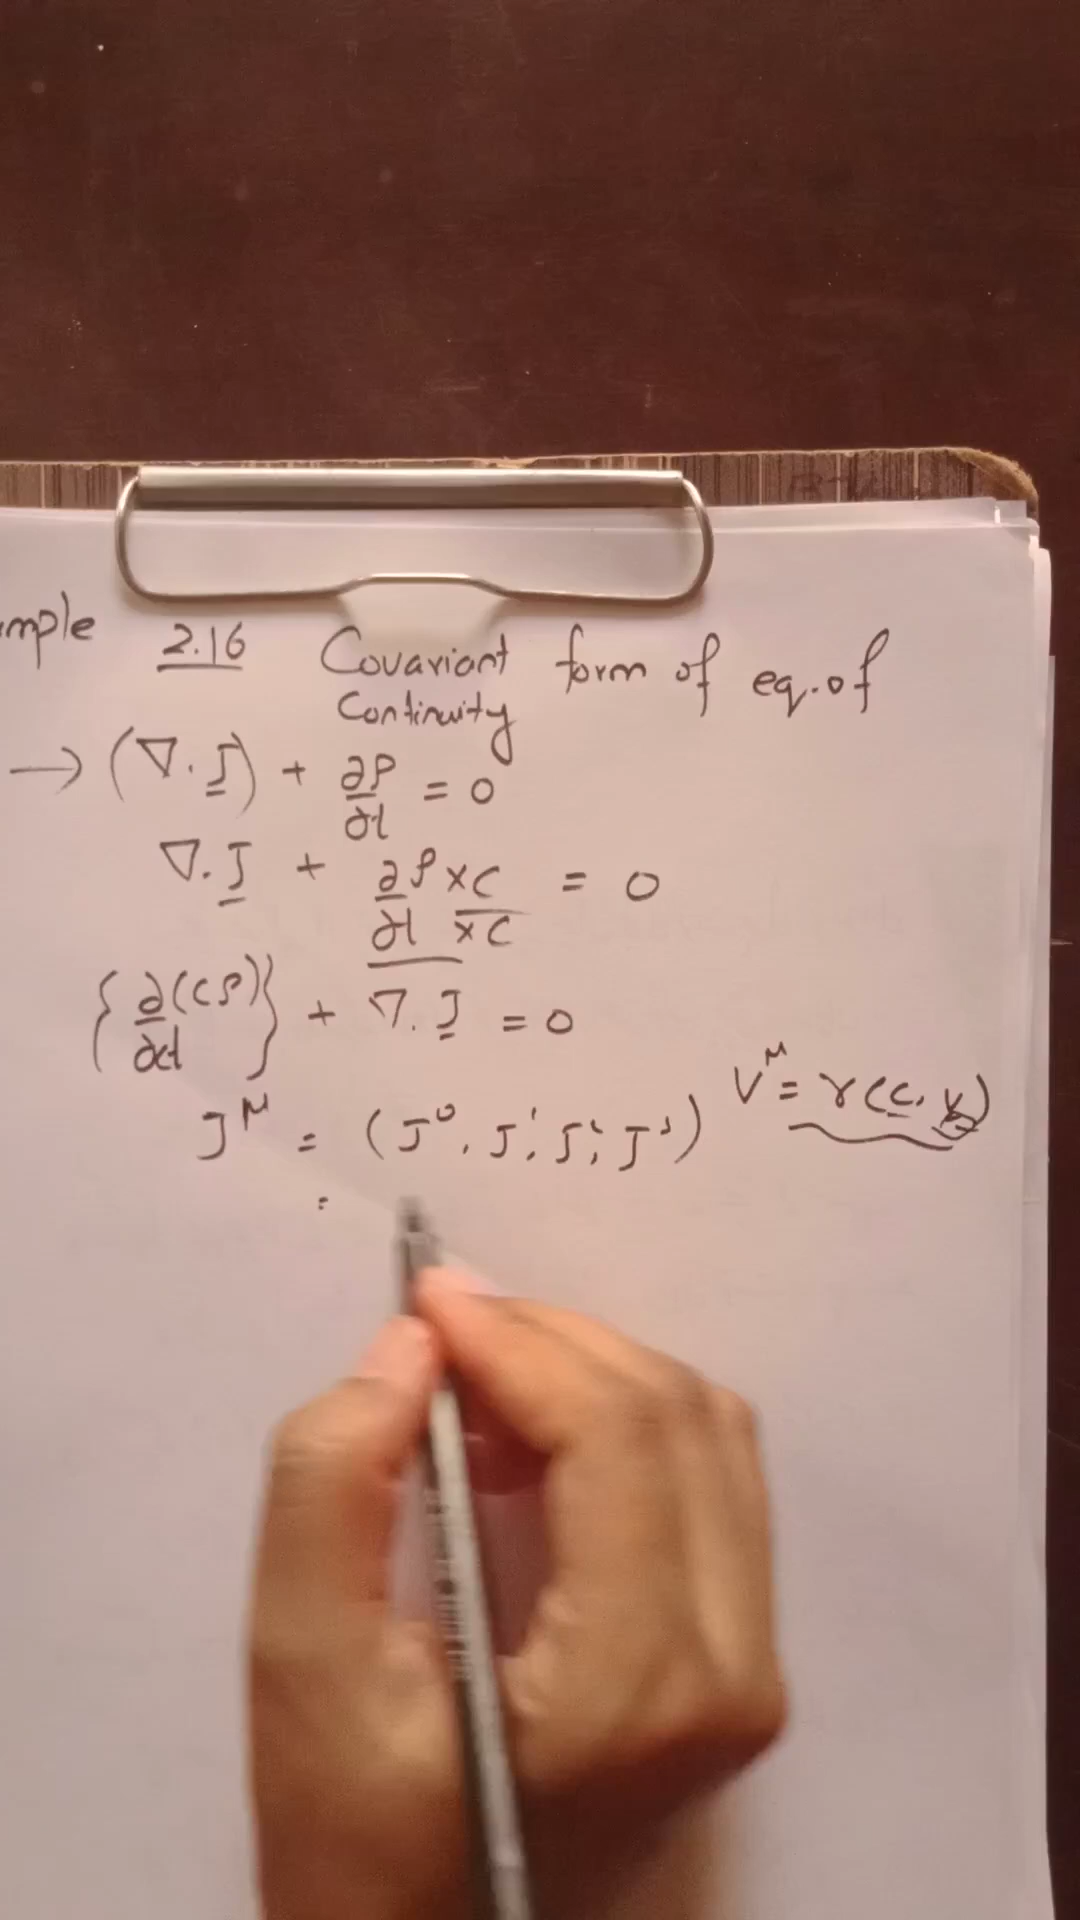 mple 2.16 Covariant form of eq. of
Continuity
→ (∇.J) + ∂ρ/∂t = 0
∇.J + ∂ρ/∂t ×c/×c = 0
{∂(cρ)/∂ct} + ∇.J = 0
V^μ = γ(c, v)
J^μ = (J⁰, J¹, J², J³)
=